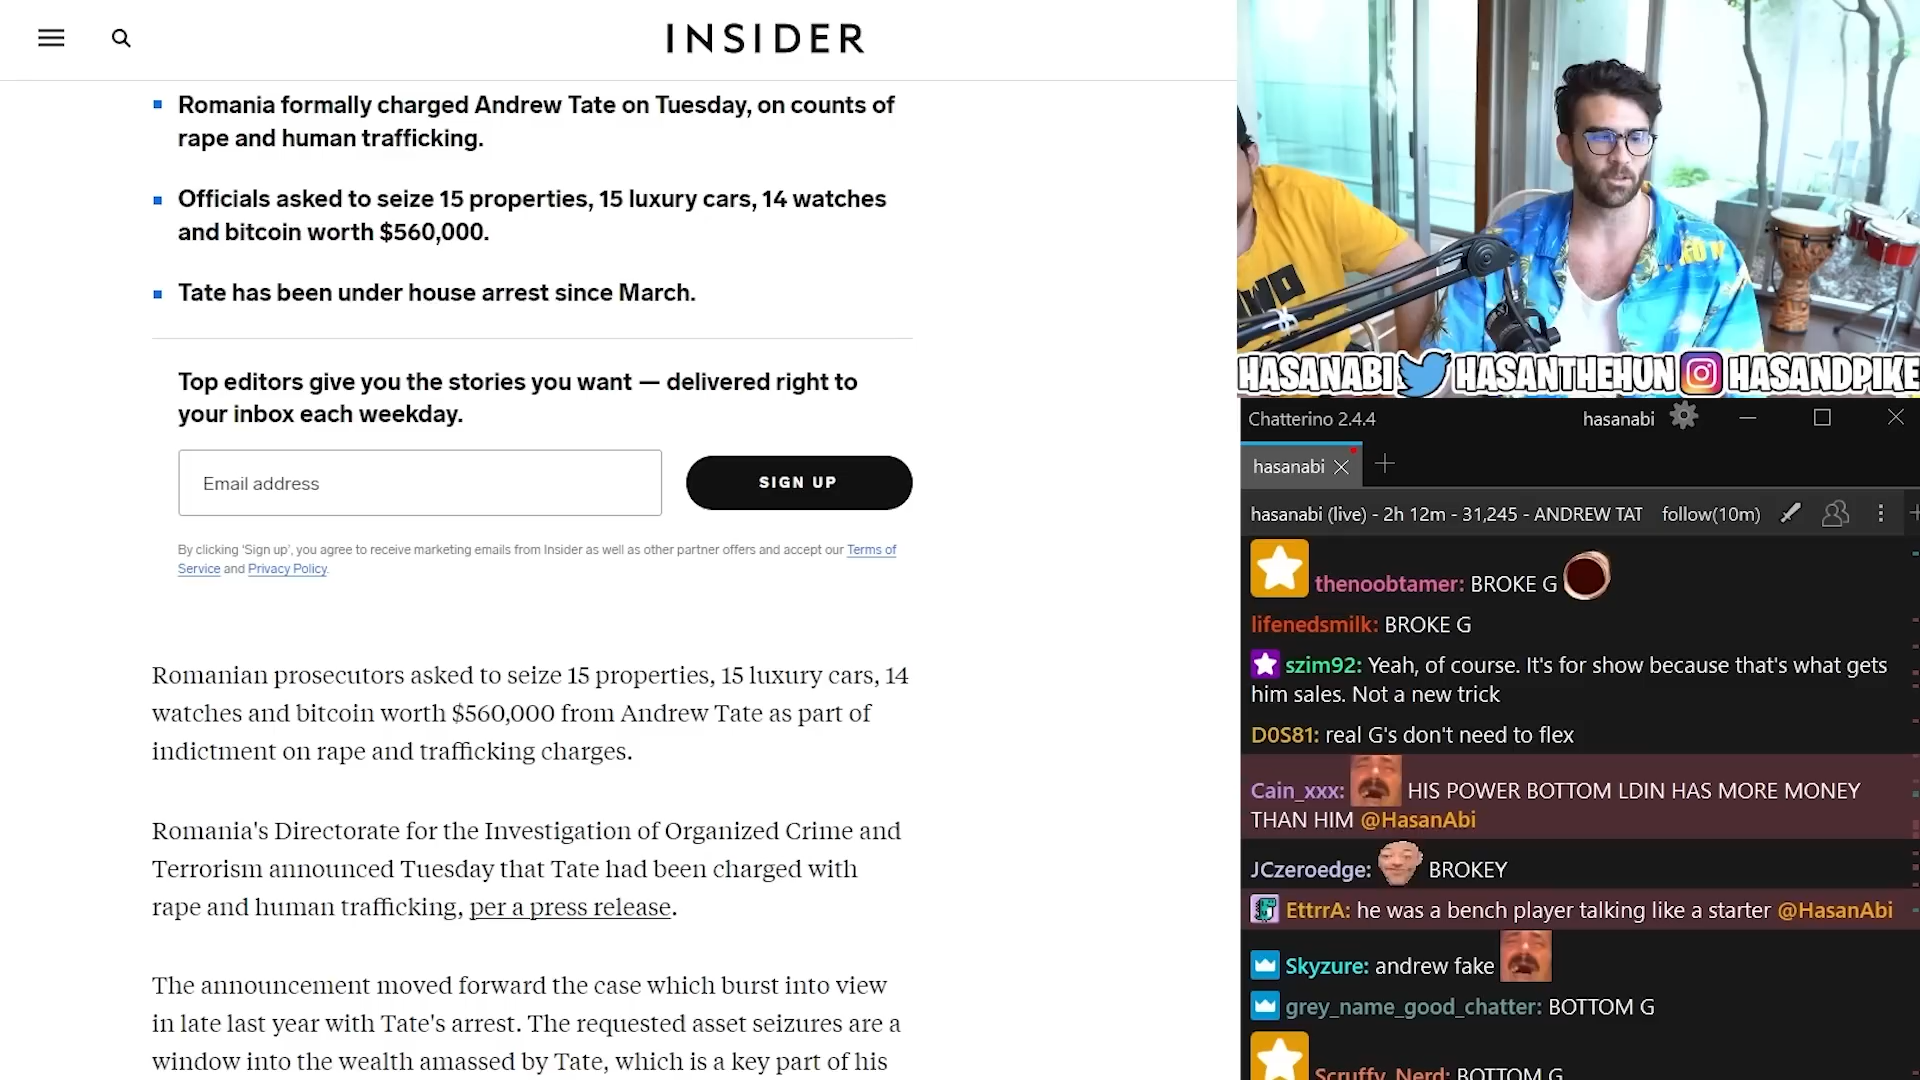 INSIDER
Romania formally charged Andrew Tate on Tuesday, on counts of
rape and human trafficking.
Officials asked to seize 15 properties, 15 luxury cars, 14 watches
and bitcoin worth $560,000.
Tate has been under house arrest since March.
Top editors give you the stories you want — delivered right to
your inbox each weekday.
Email address
SIGN UP
By clicking 'Sign up', you agree to receive marketing emails from Insider as well as other partner offers and accept our Terms of
Service and Privacy Policy.
Romanian prosecutors asked to seize 15 properties, 15 luxury cars, 14
watches and bitcoin worth $560,000 from Andrew Tate as part of
indictment on rape and trafficking charges.
Romania's Directorate for the Investigation of Organized Crime and
Terrorism announced Tuesday that Tate had been charged with
rape and human trafficking, per a press release.
The announcement moved forward the case which burst into view
in late last year with Tate's arrest. The requested asset seizures are a
window into the wealth amassed by Tate, which is a key part of his
HASANABI HASANTHEHUN HASANDPIKE
Chatterino 2.4.4 hasanabi
hasanabi
hasanabi (live) - 2h 12m - 31,245 - ANDREW TAT follow(10m)
thenoobtamer: BROKE G
lifenedsmilk: BROKE G
szim92: Yeah, of course. It's for show because that's what gets
him sales. Not a new trick
D0S81: real G's don't need to flex
Cain_xxx: HIS POWER BOTTOM LDIN HAS MORE MONEY
THAN HIM @HasanAbi
JCzeroedge: BROKEY
EttrrA: he was a bench player talking like a starter @HasanAbi
Skyzure: andrew fake
grey_name_good_chatter: BOTTOM G
Scruffy_Nerd: BOTTOM G